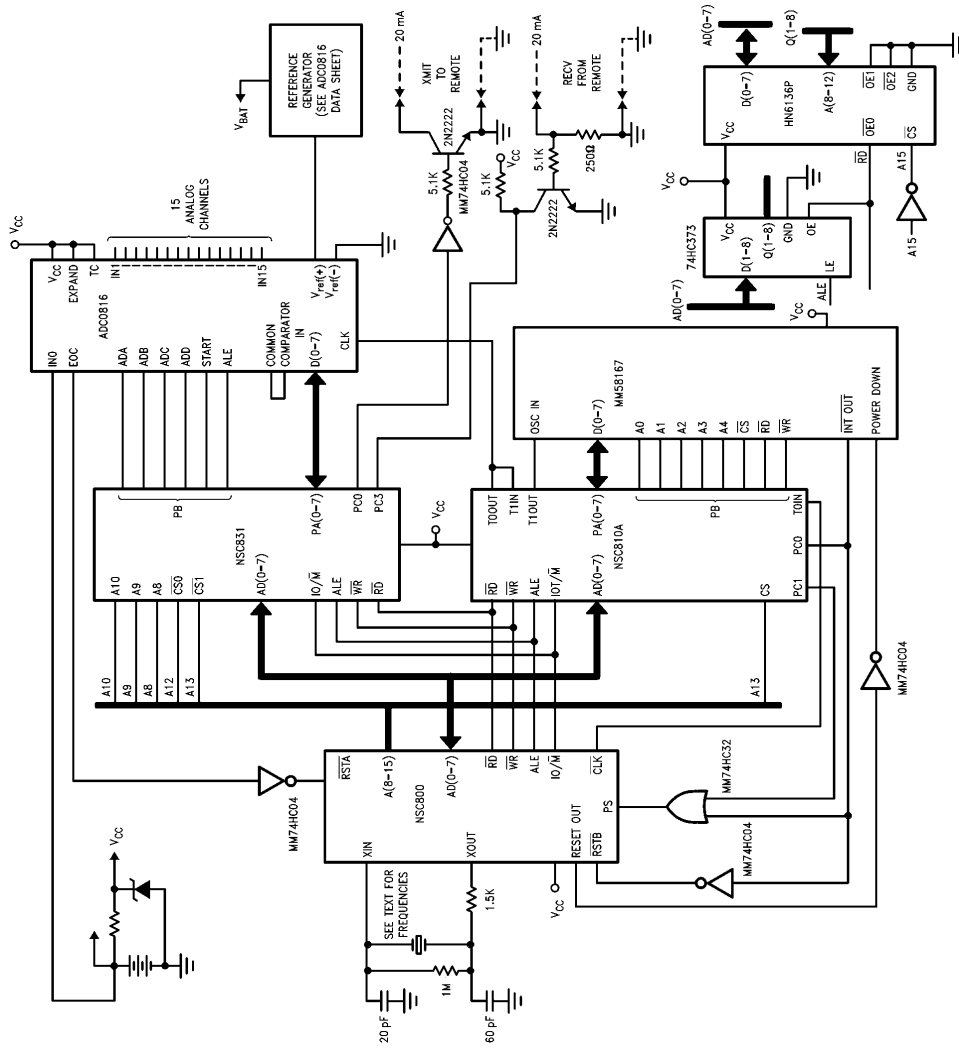 VCC
SEE TEXT FOR
FREQUENCIES
20 pF
60 pF
1M
1.5K
XIN
XOUT
VCC
RESET OUT
RSTB
NSC800
RSTA
A(8-15)
AD(0-7)
RD
WR
ALE
IO/M
CLK
PS
MM74HC04
MM74HC32
MM74HC04
MM74HC04
A10
A9
A8
A12
A13
A13
A10
A9
A8
CS0
CS1
AD(0-7)
IO/M
ALE
WR
RD
NSC831
PB
PA(0-7)
PC0
PC3
VCC
RD
WR
ALE
IOT/M
AD(0-7)
CS
NSC810A
T0OUT
T1IN
T1OUT
PA(0-7)
PB
T0IN
PC0
PC1
IN0
EOC
ADA
ADB
ADC
ADD
START
ALE
COMMON
COMPARATOR
IN
D(0-7)
CLK
ADC0816
VCC
VCC
EXPAND
TC
IN1
IN15
Vref(+)
Vref(-)
15
ANALOG
CHANNELS
VBAT
REFERENCE
GENERATOR
(SEE ADC0816
DATA SHEET)
OSC IN
D(0-7)
A0
A1
A2
A3
A4
CS
RD
WR
INT OUT
POWER DOWN
MM58167
VCC
MM74HC04
5.1K
2N2222
XMIT
TO
REMOTE
20 mA
VCC
5.1K
5.1K
2N2222
250Ω
RECV
FROM
REMOTE
20 mA
AD(0-7)
ALE
74HC373
VCC
D(1-8)
Q(1-8)
GND
OE
LE
VCC
RD
A15
A15
VCC
D(0-7)
HN6136P
A(8-12)
OE0
CS
OE1
OE2
GND
AD(0-7)
Q(1-8)